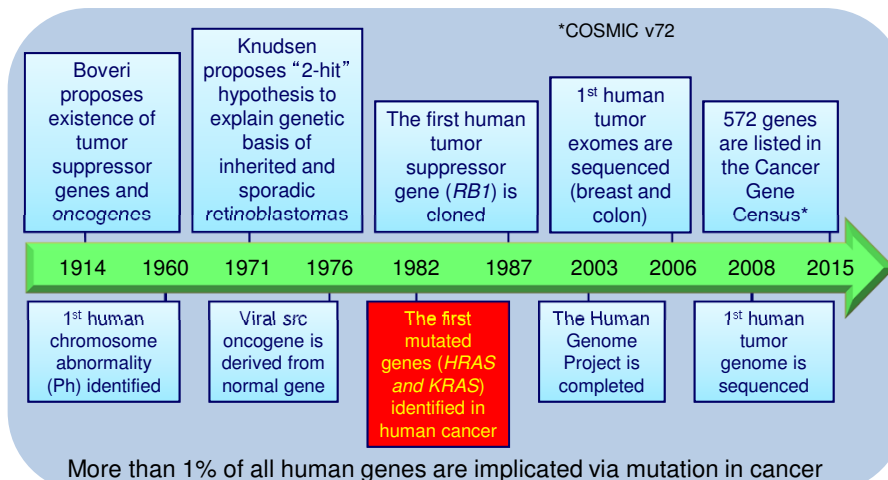 *COSMIC v72
Boveri
proposes
existence of
tumor
suppressor
genes and
oncogenes
Knudsen
proposes “2-hit”
hypothesis to
explain genetic
basis of
inherited and
sporadic
retinoblastomas
The first human
tumor
suppressor
gene (RB1) is
cloned
1st human
tumor
exomes are
sequenced
(breast and
colon)
572 genes
are listed in
the Cancer
Gene
Census*
1914 1960 1971 1976 1982 1987 2003 2006 2008 2015
1st human
chromosome
abnormality
(Ph) identified
Viral src
oncogene is
derived from
normal gene
The first
mutated
genes (HRAS
and KRAS)
identified in
human cancer
The Human
Genome
Project is
completed
1st human
tumor
genome is
sequenced
More than 1% of all human genes are implicated via mutation in cancer